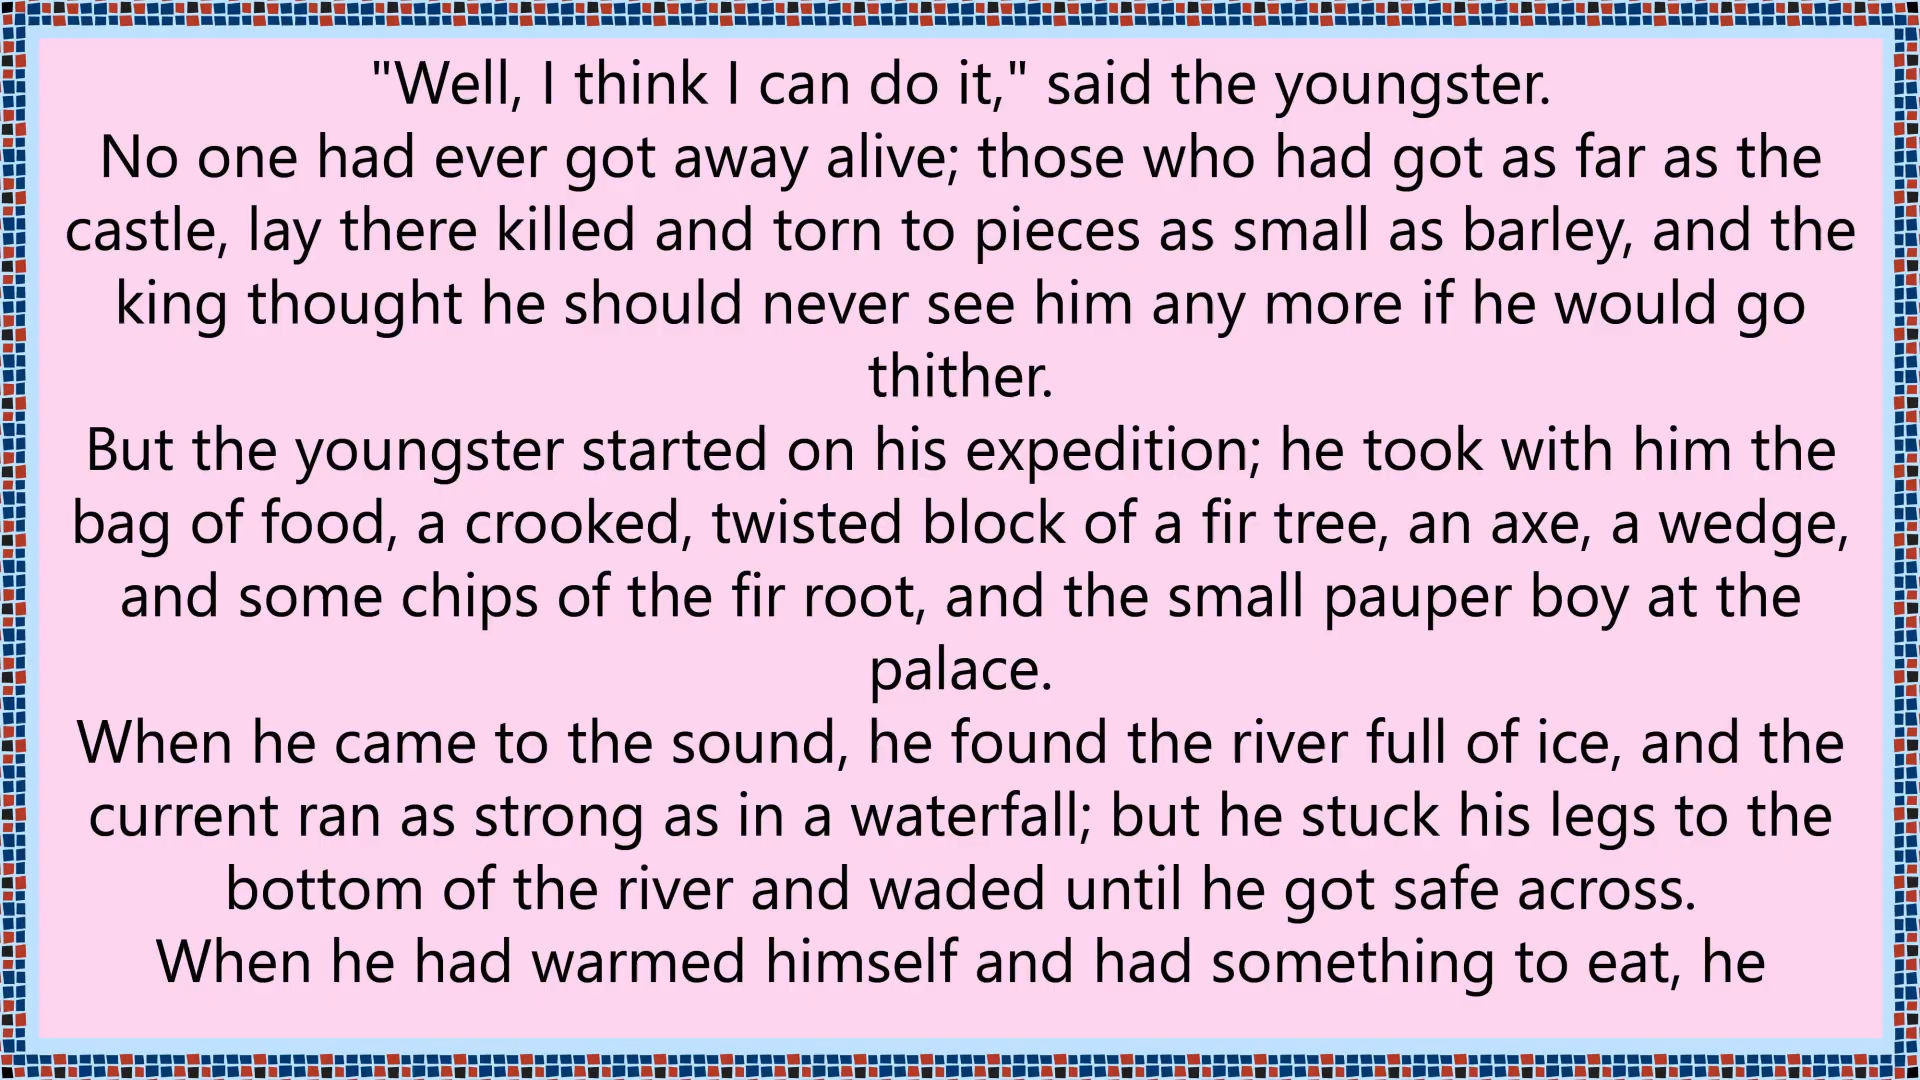 "Well, I think I can do it," said the youngster.
No one had ever got away alive; those who had got as far as the
castle, lay there killed and torn to pieces as small as barley, and the
king thought he should never see him any more if he would go
thither.
But the youngster started on his expedition; he took with him the
bag of food, a crooked, twisted block of a fir tree, an axe, a wedge,
and some chips of the fir root, and the small pauper boy at the
palace.
When he came to the sound, he found the river full of ice, and the
current ran as strong as in a waterfall; but he stuck his legs to the
bottom of the river and waded until he got safe across.
When he had warmed himself and had something to eat, he